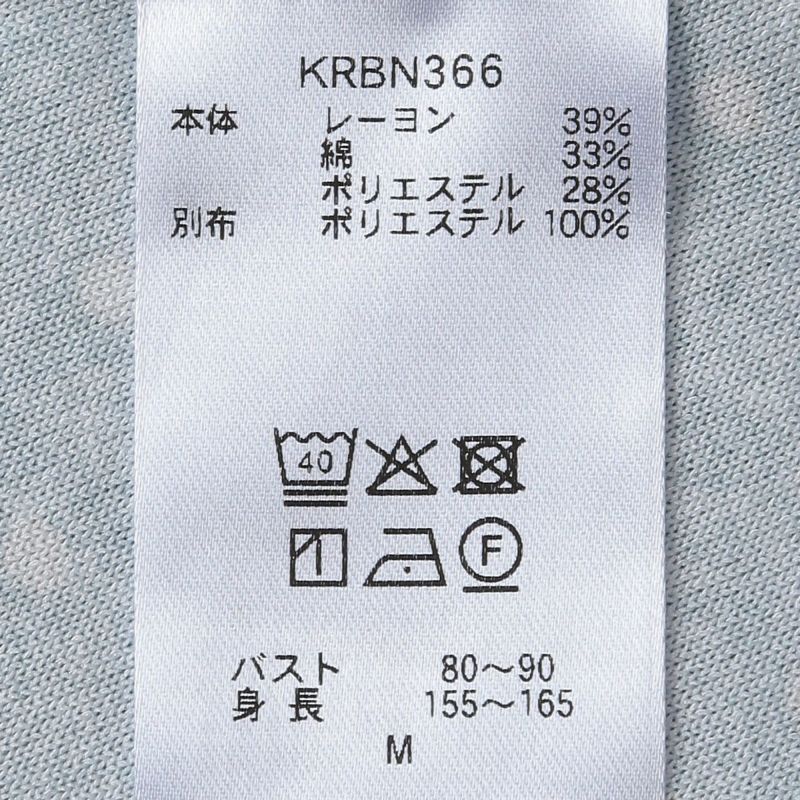 KRBN366
本体 レーヨン 39%
綿 33%
ポリエステル 28%
別布 ポリエステル 100%
40
F
バスト 80～90
身長 155～165
M